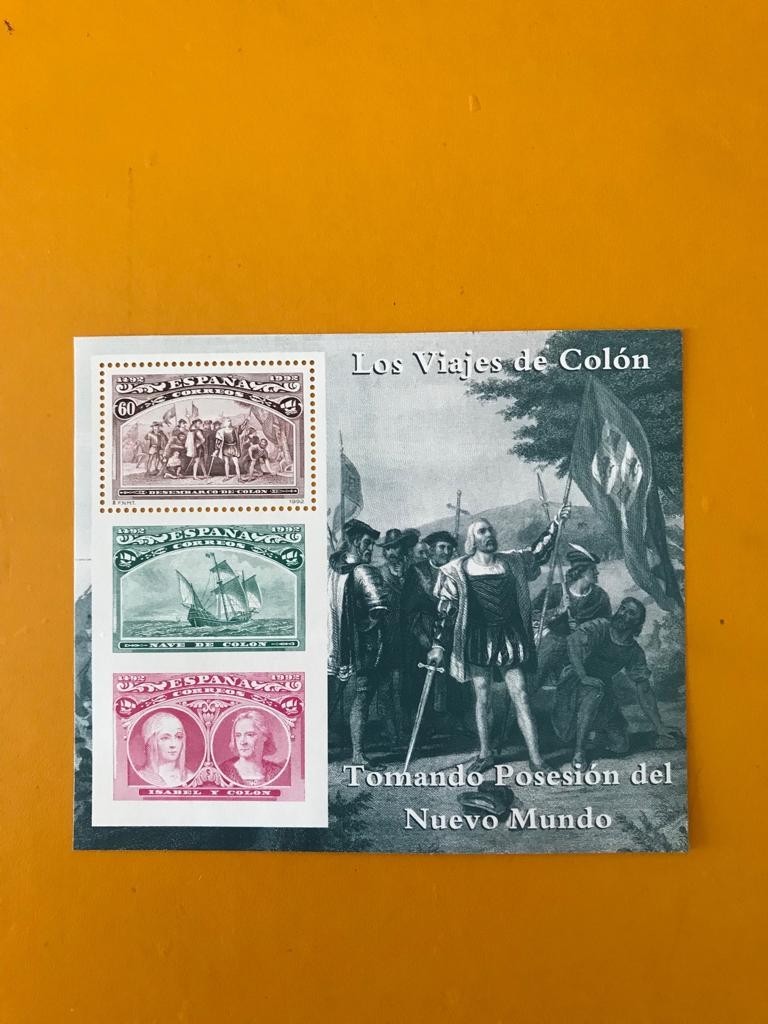 Los Viajes de Colón
1492 ESPAÑA 1992
CORREOS
60
DESEMBARCO DE COLON
F.N.M.T. 1992
1492 ESPAÑA 1992
CORREOS
NAVE DE COLON
1492 ESPAÑA 1992
CORREOS
ISABEL Y COLON
Tomando Posesión del
Nuevo Mundo